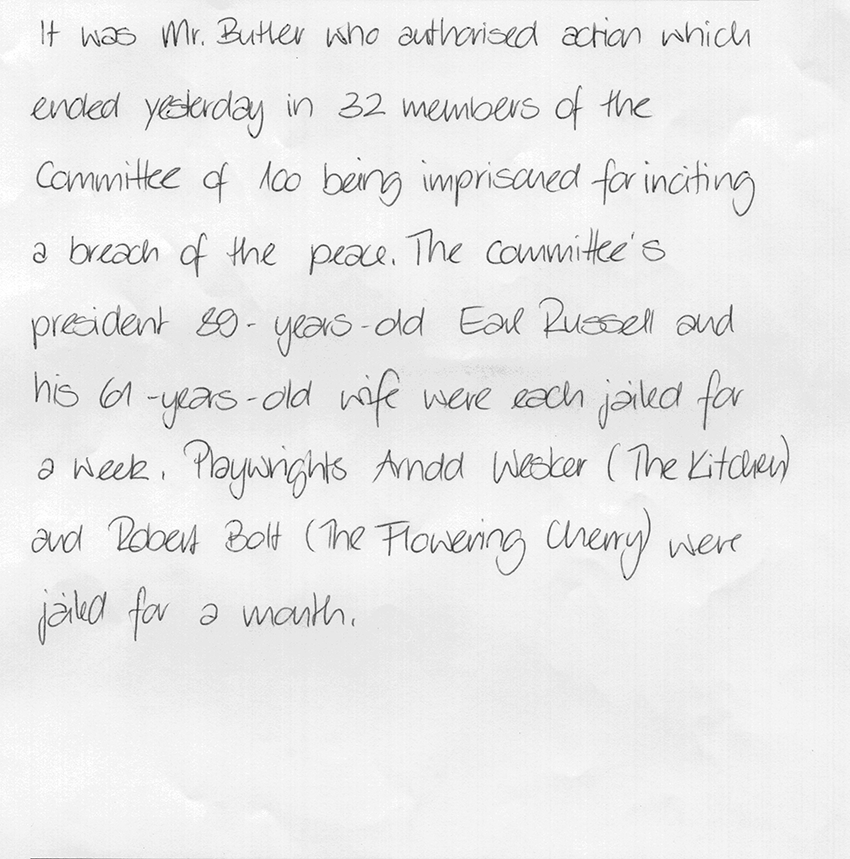 It was Mr. Butler who authorised action which
ended yesterday in 32 members of the
Committee of 100 being imprisoned for inciting
a breach of the peace. The committee's
president 89-years-old Earl Russell and
his 61-years-old wife were each jailed for
a week. Playwrights Arnold Wesker (The Kitchen)
and Robert Bolt (The Flowering Cherry) were
jailed for a month.